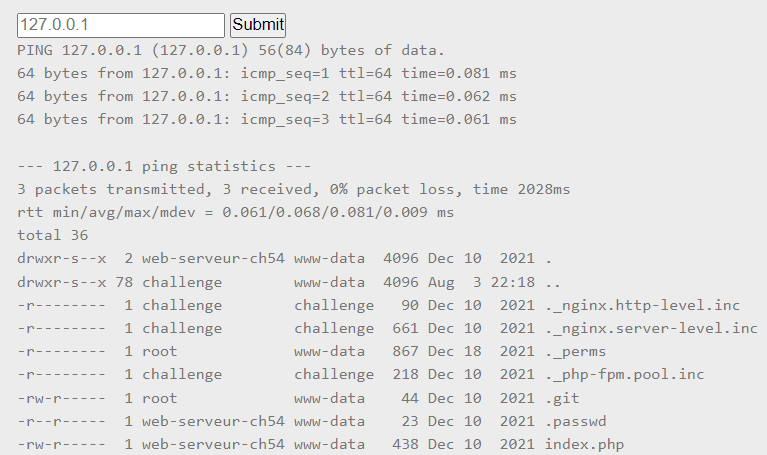 127.0.0.1 Submit
PING 127.0.0.1 (127.0.0.1) 56(84) bytes of data.
64 bytes from 127.0.0.1: icmp_seq=1 ttl=64 time=0.081 ms
64 bytes from 127.0.0.1: icmp_seq=2 ttl=64 time=0.062 ms
64 bytes from 127.0.0.1: icmp_seq=3 ttl=64 time=0.061 ms

--- 127.0.0.1 ping statistics ---
3 packets transmitted, 3 received, 0% packet loss, time 2028ms
rtt min/avg/max/mdev = 0.061/0.068/0.081/0.009 ms
total 36
drwxr-s--x  2 web-serveur-ch54 www-data  4096 Dec 10  2021 .
drwxr-s--x 78 challenge        www-data  4096 Aug  3 22:18 ..
-r--------  1 challenge        challenge   90 Dec 10  2021 ._nginx.http-level.inc
-r--------  1 challenge        challenge  661 Dec 10  2021 ._nginx.server-level.inc
-r--------  1 root             www-data   867 Dec 18  2021 ._perms
-r--------  1 challenge        challenge  218 Dec 10  2021 ._php-fpm.pool.inc
-rw-r-----  1 root             www-data    44 Dec 10  2021 .git
-r--r-----  1 web-serveur-ch54 www-data    23 Dec 10  2021 .passwd
-rw-r-----  1 web-serveur-ch54 www-data   438 Dec 10  2021 index.php